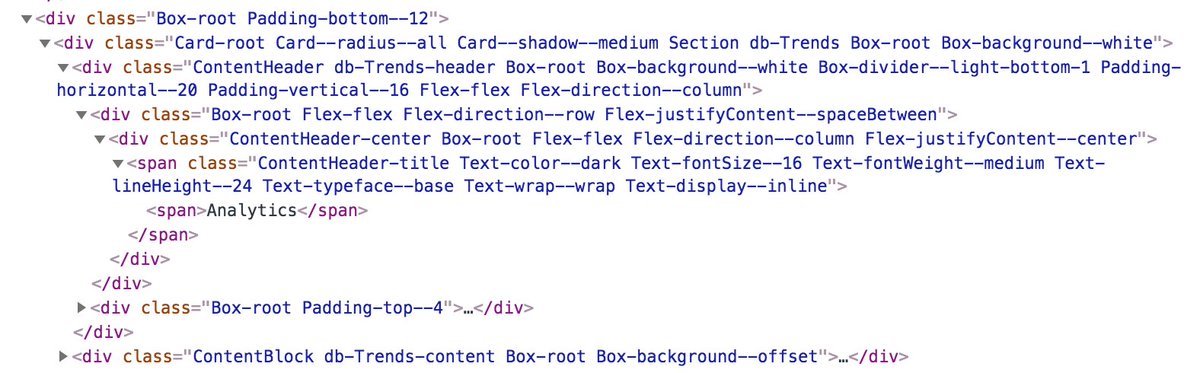 ▼<div class="Box-root Padding-bottom--12">
▼<div class="Card-root Card--radius--all Card--shadow--medium Section db-Trends Box-root Box-background--white">
▼<div class="ContentHeader db-Trends-header Box-root Box-background--white Box-divider--light-bottom-1 Padding-
horizontal--20 Padding-vertical--16 Flex-flex Flex-direction--column">
▼<div class="Box-root Flex-flex Flex-direction--row Flex-justifyContent--spaceBetween">
▼<div class="ContentHeader-center Box-root Flex-flex Flex-direction--column Flex-justifyContent--center">
▼<span class="ContentHeader-title Text-color--dark Text-fontSize--16 Text-fontWeight--medium Text-
lineHeight--24 Text-typeface--base Text-wrap--wrap Text-display--inline">
<span>Analytics</span>
</span>
</div>
</div>
▶<div class="Box-root Padding-top--4">…</div>
</div>
▶<div class="ContentBlock db-Trends-content Box-root Box-background--offset">…</div>